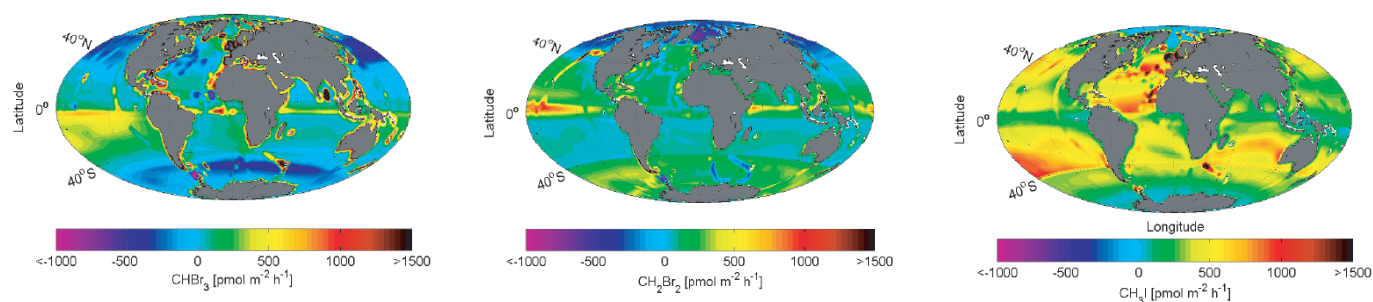 40°N
0°
40°S
Latitude
<-1000 -500 0 500 1000 >1500
CHBr3 [pmol m-2 h-1]
40°N
0°
40°S
Latitude
<-1000 -500 0 500 1000 >1500
CH2Br2 [pmol m-2 h-1]
40°N
0°
40°S
Latitude
Longitude
<-1000 -500 0 500 1000 >1500
CH3I [pmol m-2 h-1]